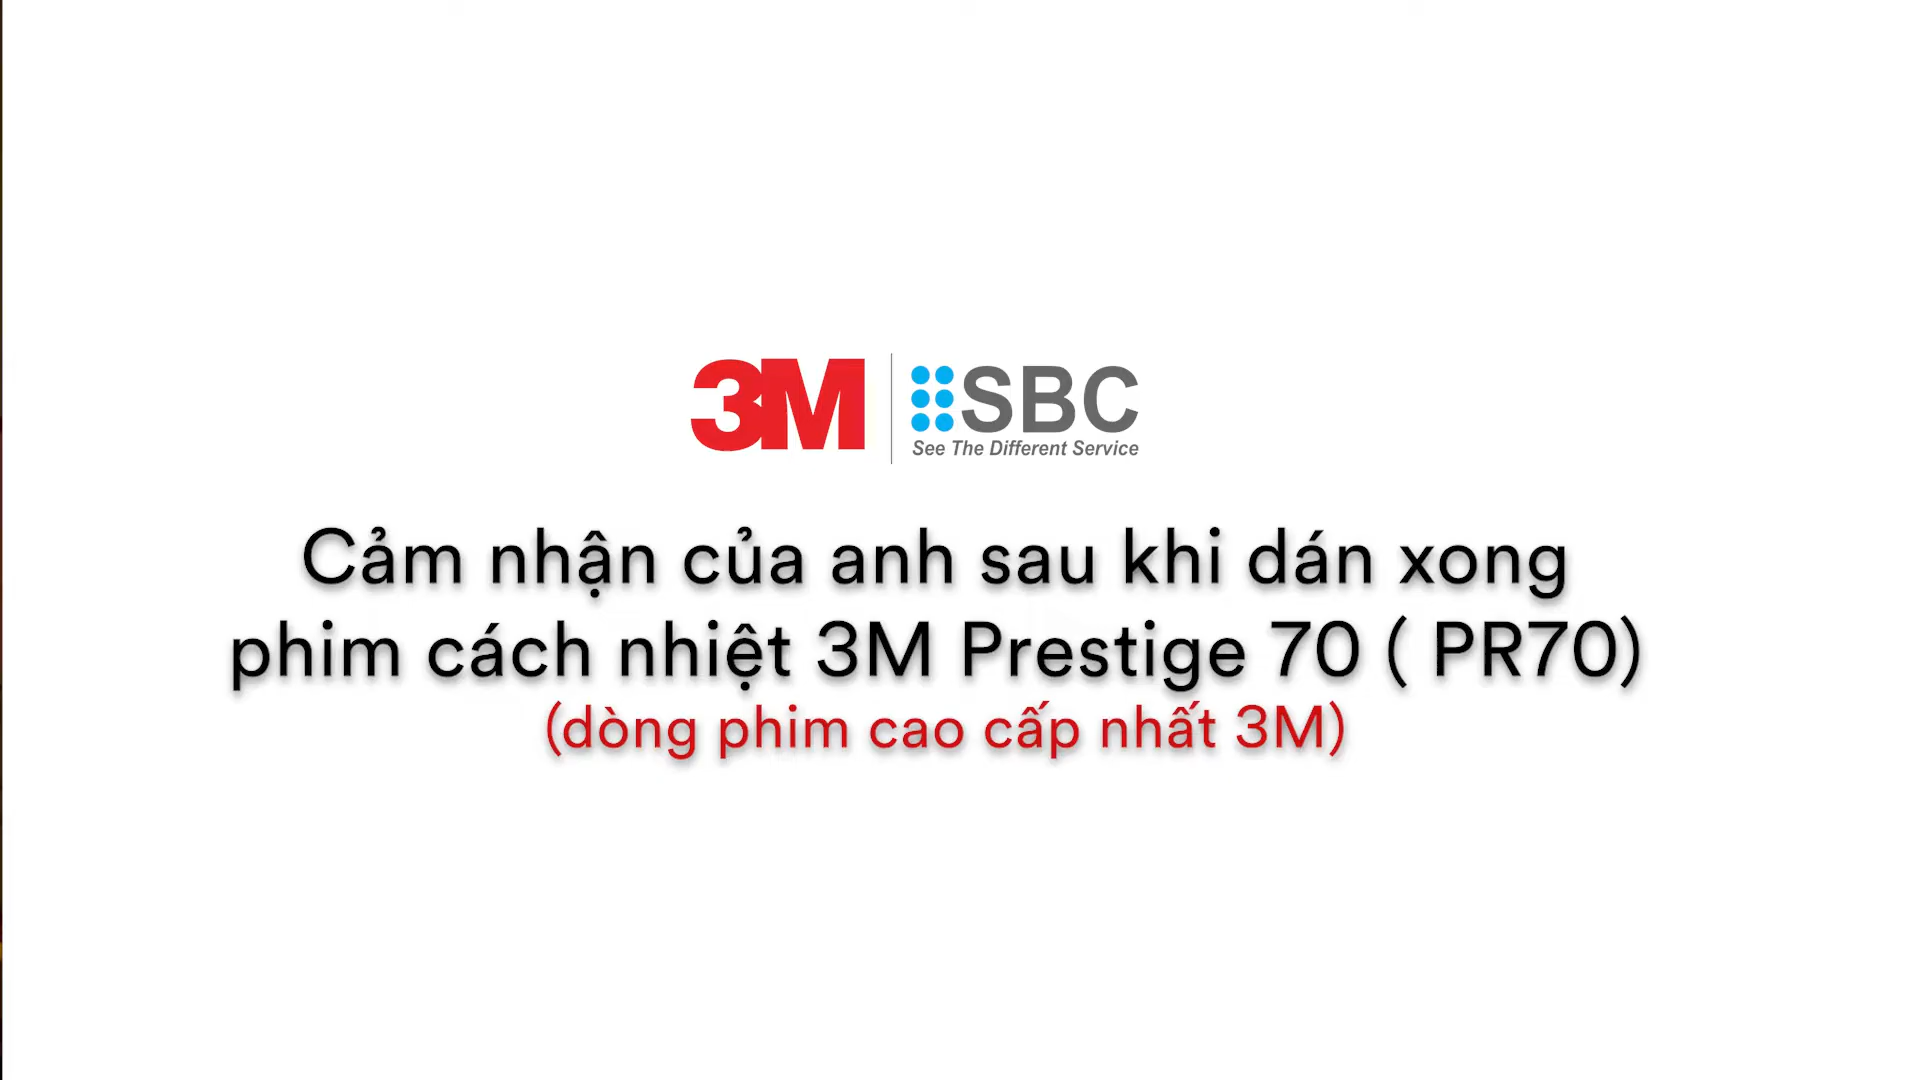 3M SBC
See The Different Service
Cảm nhận của anh sau khi dán xong
phim cách nhiệt 3M Prestige 70 ( PR70)
(dòng phim cao cấp nhất 3M)